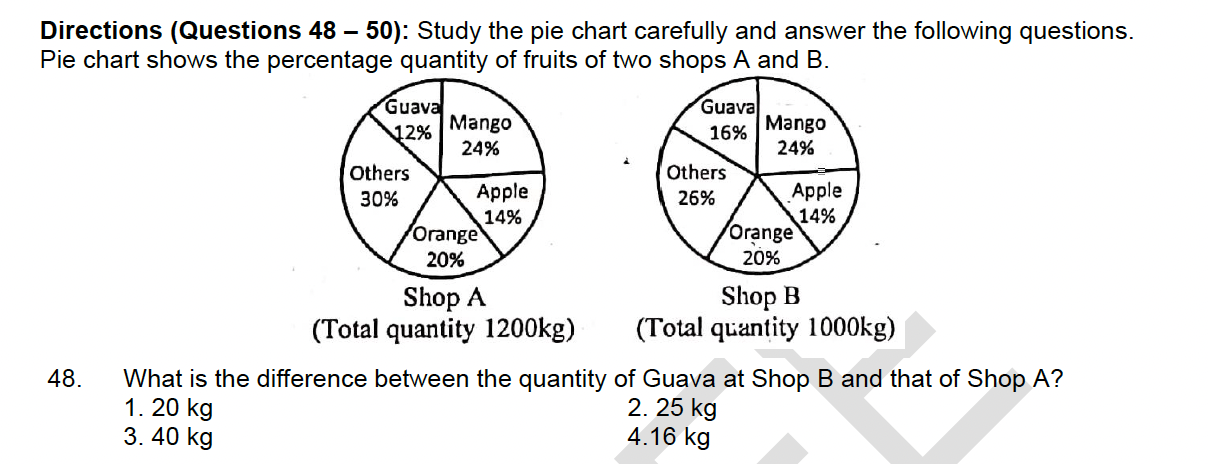 Directions (Questions 48 – 50): Study the pie chart carefully and answer the following questions.
Pie chart shows the percentage quantity of fruits of two shops A and B.
Guava
12%
Mango
24%
Others
30%
Apple
14%
Orange
20%
Shop A
(Total quantity 1200kg)
Guava
16%
Mango
24%
Others
26%
Apple
14%
Orange
20%
Shop B
(Total quantity 1000kg)
48. What is the difference between the quantity of Guava at Shop B and that of Shop A?
1. 20 kg 2. 25 kg
3. 40 kg 4.16 kg